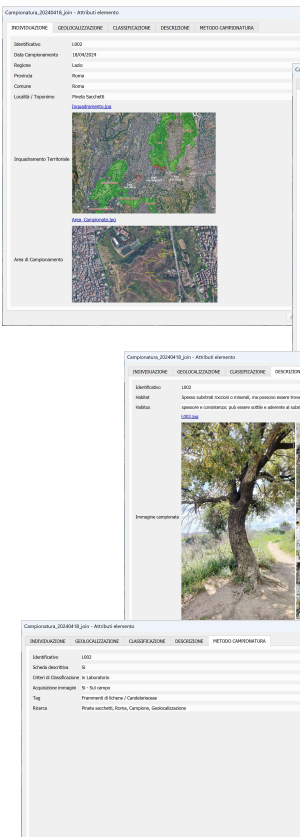 Campionatura_20240418_join - Attributi elemento
INDIVIDUAZIONE GEOLOCALIZZAZIONE CLASSIFICAZIONE DESCRIZIONE METODO CAMPIONATURA
Identificativo L002
Data Campionamento 18/04/2024
Regione Lazio
Provincia Roma
Comune Roma
Località / Toponimo Pineta Sacchetti
Inquadramento.jpg
Inquadramento Territoriale
Area_Campionata.jpg
Area di Campionamento
Campionatura_20240418_join - Attributi elemento
INDIVIDUAZIONE GEOLOCALIZZAZIONE CLASSIFICAZIONE DESCRIZION
Identificativo L002
Habitat Spesso substrati rocciosi o minerali, ma possono essere trova
Habitus spessore e consistenza: può essere sottile e aderente al subst
L002.jpg
Immagine campionata
Campionatura_20240418_join - Attributi elemento
INDIVIDUAZIONE GEOLOCALIZZAZIONE CLASSIFICAZIONE DESCRIZIONE METODO CAMPIONATURA
Identificativo L002
Scheda descrittiva Si
Criteri di Classificazione in Laboratorio
Acquisizione immagini Si - Sul campo
Tag Frammenti di lichene / Candelariaceae
Ricerca Pineta sacchetti, Roma, Campione, Geolocalizzazione